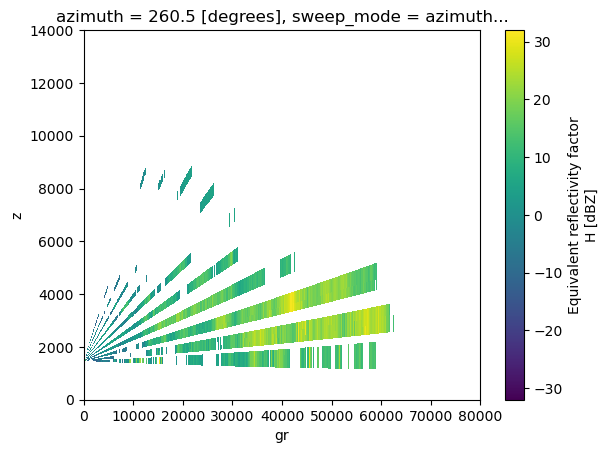 azimuth = 260.5 [degrees], sweep_mode = azimuth...
14000
12000
10000
8000
6000
4000
2000
0
z
0 10000 20000 30000 40000 50000 60000 70000 80000
gr
30
20
10
0
−10
−20
−30
Equivalent reflectivity factor
H [dBZ]